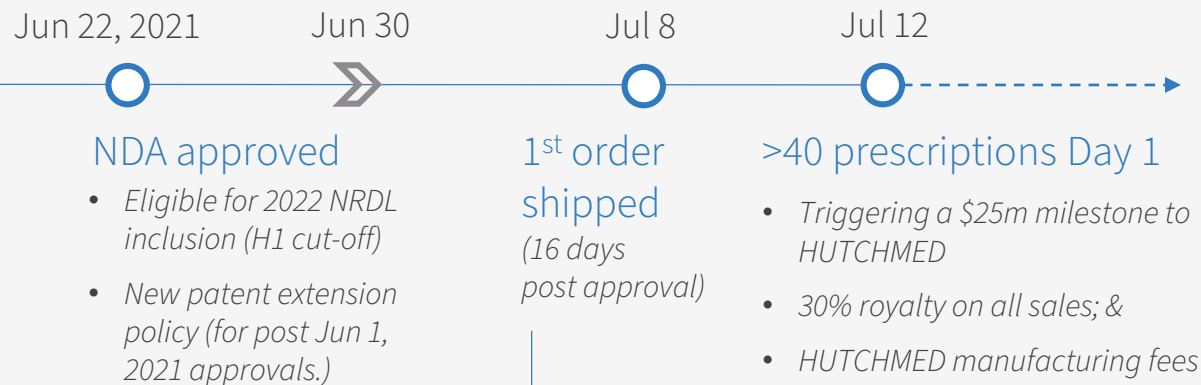 Jun 22, 2021
Jun 30
Jul 8
Jul 12
NDA approved
• Eligible for 2022 NRDL
inclusion (H1 cut-off)
• New patent extension
policy (for post Jun 1,
2021 approvals.)
1st order
shipped
(16 days
post approval)
>40 prescriptions Day 1
• Triggering a $25m milestone to
HUTCHMED
• 30% royalty on all sales; &
• HUTCHMED manufacturing fees